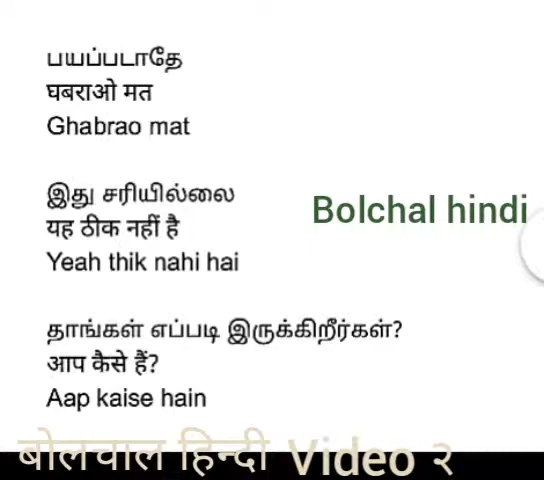 பயப்படாதே
घबराओ मत
Ghabrao mat
இது சரியில்லை
यह ठीक नहीं है
Yeah thik nahi hai
Bolchal hindi
தாங்கள் எப்படி இருக்கிறீர்கள்?
आप कैसे हैं?
Aap kaise hain
बोलचाल हिन्दी Video २